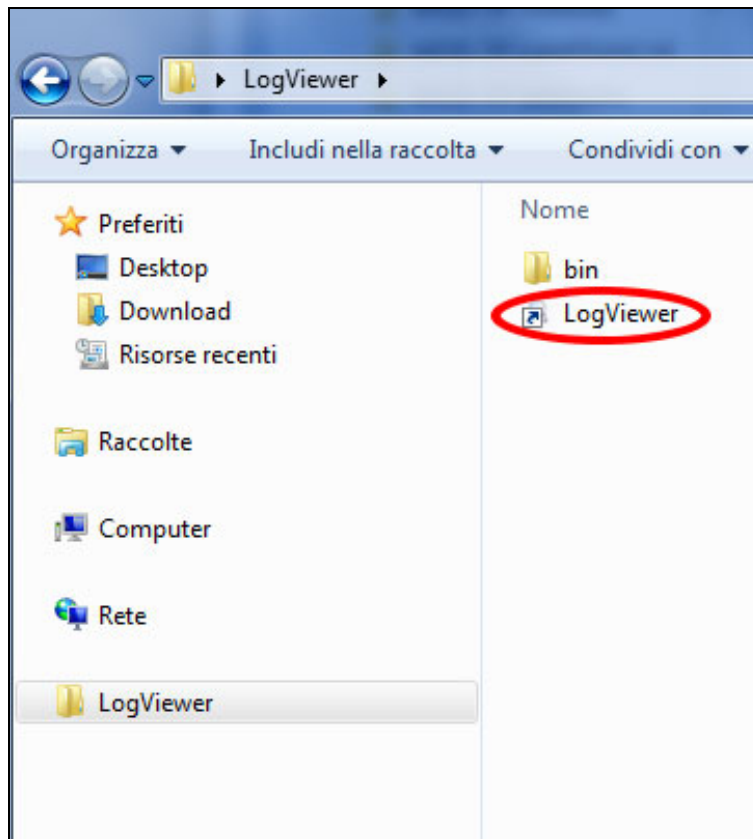 LogViewer
Organizza Includi nella raccolta Condividi con
Preferiti
Desktop
Download
Risorse recenti
Raccolte
Computer
Rete
LogViewer
Nome
bin
LogViewer